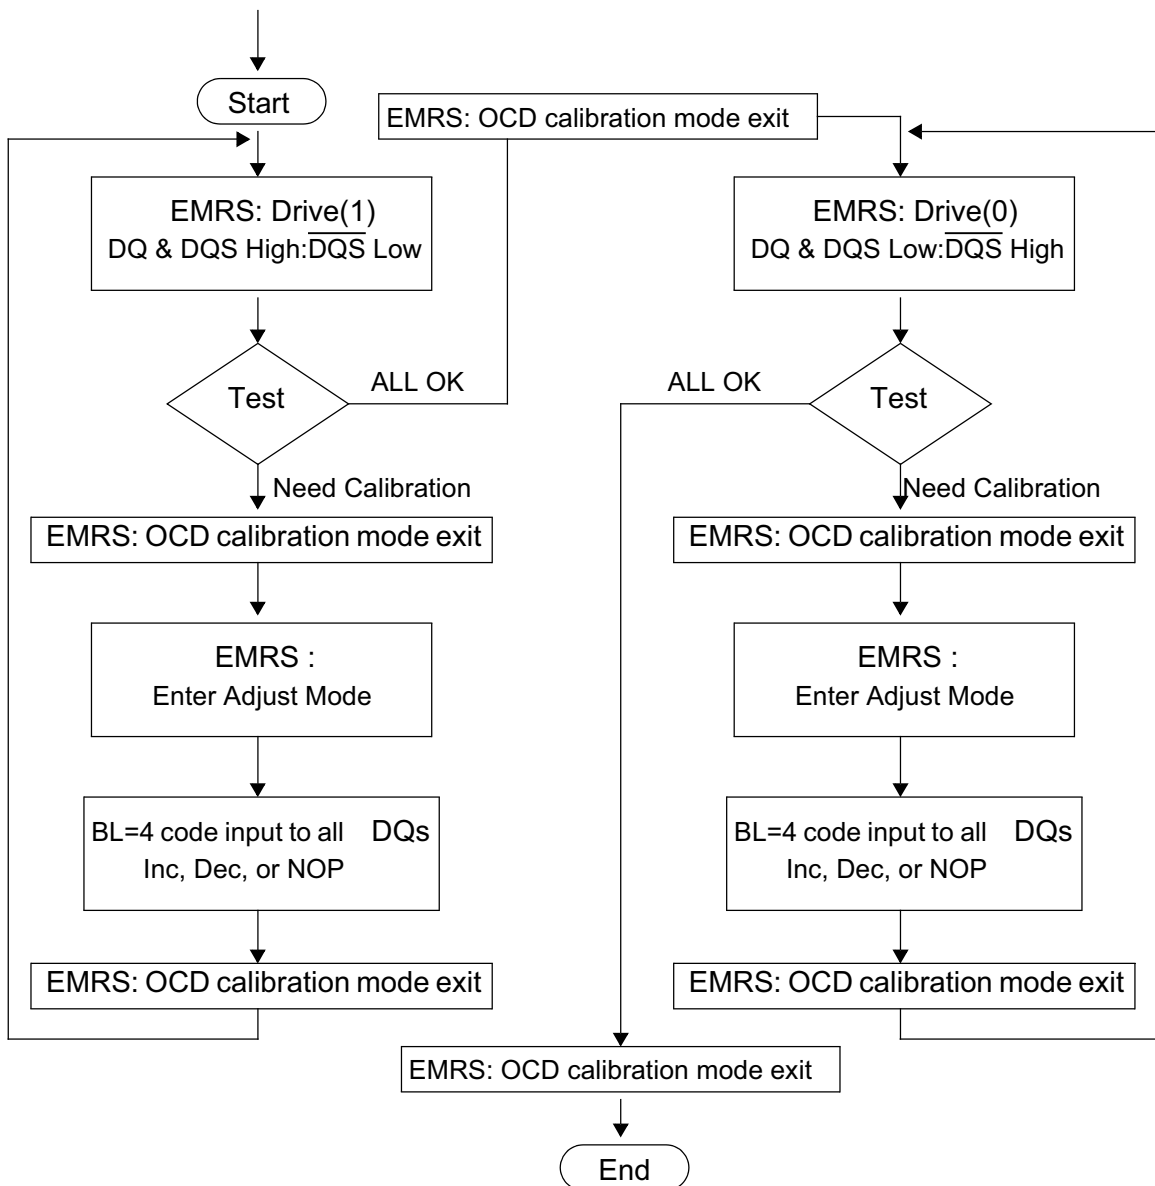 Start
EMRS: Drive(1)
DQ & DQS High:D̅Q̅S̅ Low
Test
ALL OK
Need Calibration
EMRS: OCD calibration mode exit
EMRS :
Enter Adjust Mode
BL=4 code input to all DQs
Inc, Dec, or NOP
EMRS: OCD calibration mode exit
EMRS: OCD calibration mode exit
EMRS: Drive(0)
DQ & DQS Low:D̅Q̅S̅ High
Test
ALL OK
Need Calibration
EMRS: OCD calibration mode exit
EMRS :
Enter Adjust Mode
BL=4 code input to all DQs
Inc, Dec, or NOP
EMRS: OCD calibration mode exit
EMRS: OCD calibration mode exit
End